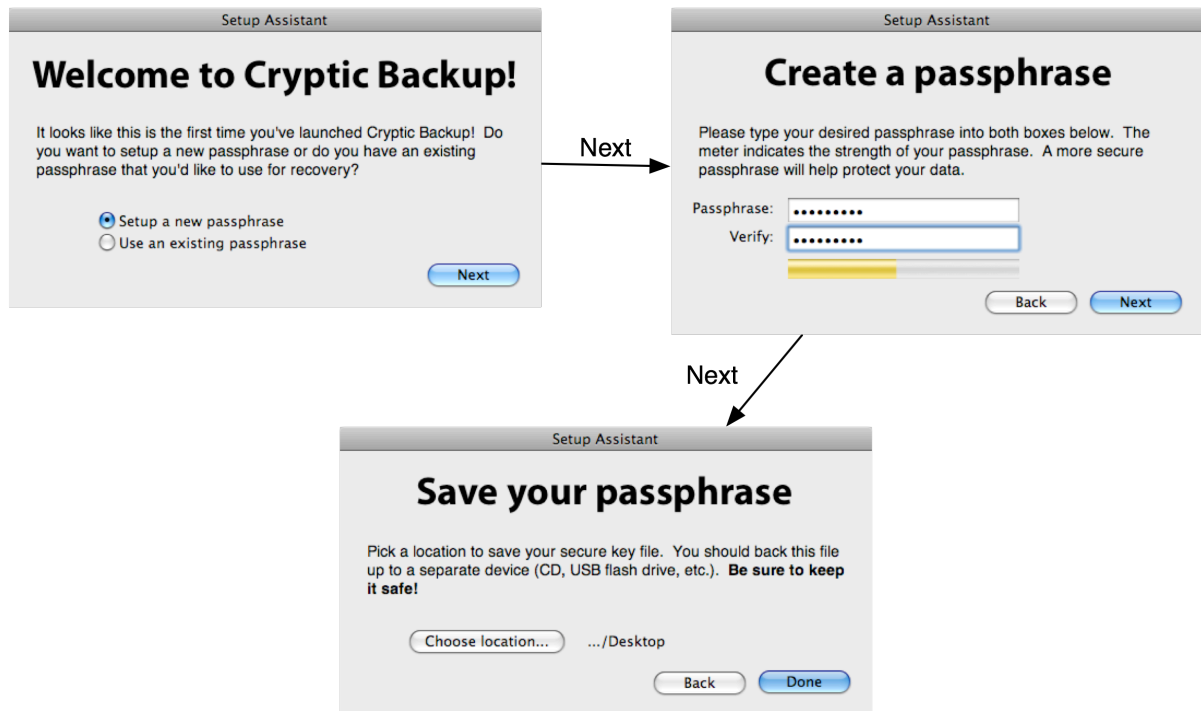 Setup Assistant
Welcome to Cryptic Backup!
It looks like this is the first time you've launched Cryptic Backup!  Do
you want to setup a new passphrase or do you have an existing
passphrase that you'd like to use for recovery?
Setup a new passphrase
Use an existing passphrase
Next
Next
Setup Assistant
Create a passphrase
Please type your desired passphrase into both boxes below.  The
meter indicates the strength of your passphrase.  A more secure
passphrase will help protect your data.
Passphrase: •••••••••
Verify: •••••••••
Back Next
Next
Setup Assistant
Save your passphrase
Pick a location to save your secure key file.  You should back this file
up to a separate device (CD, USB flash drive, etc.).  Be sure to keep
it safe!
Choose location... .../Desktop
Back Done